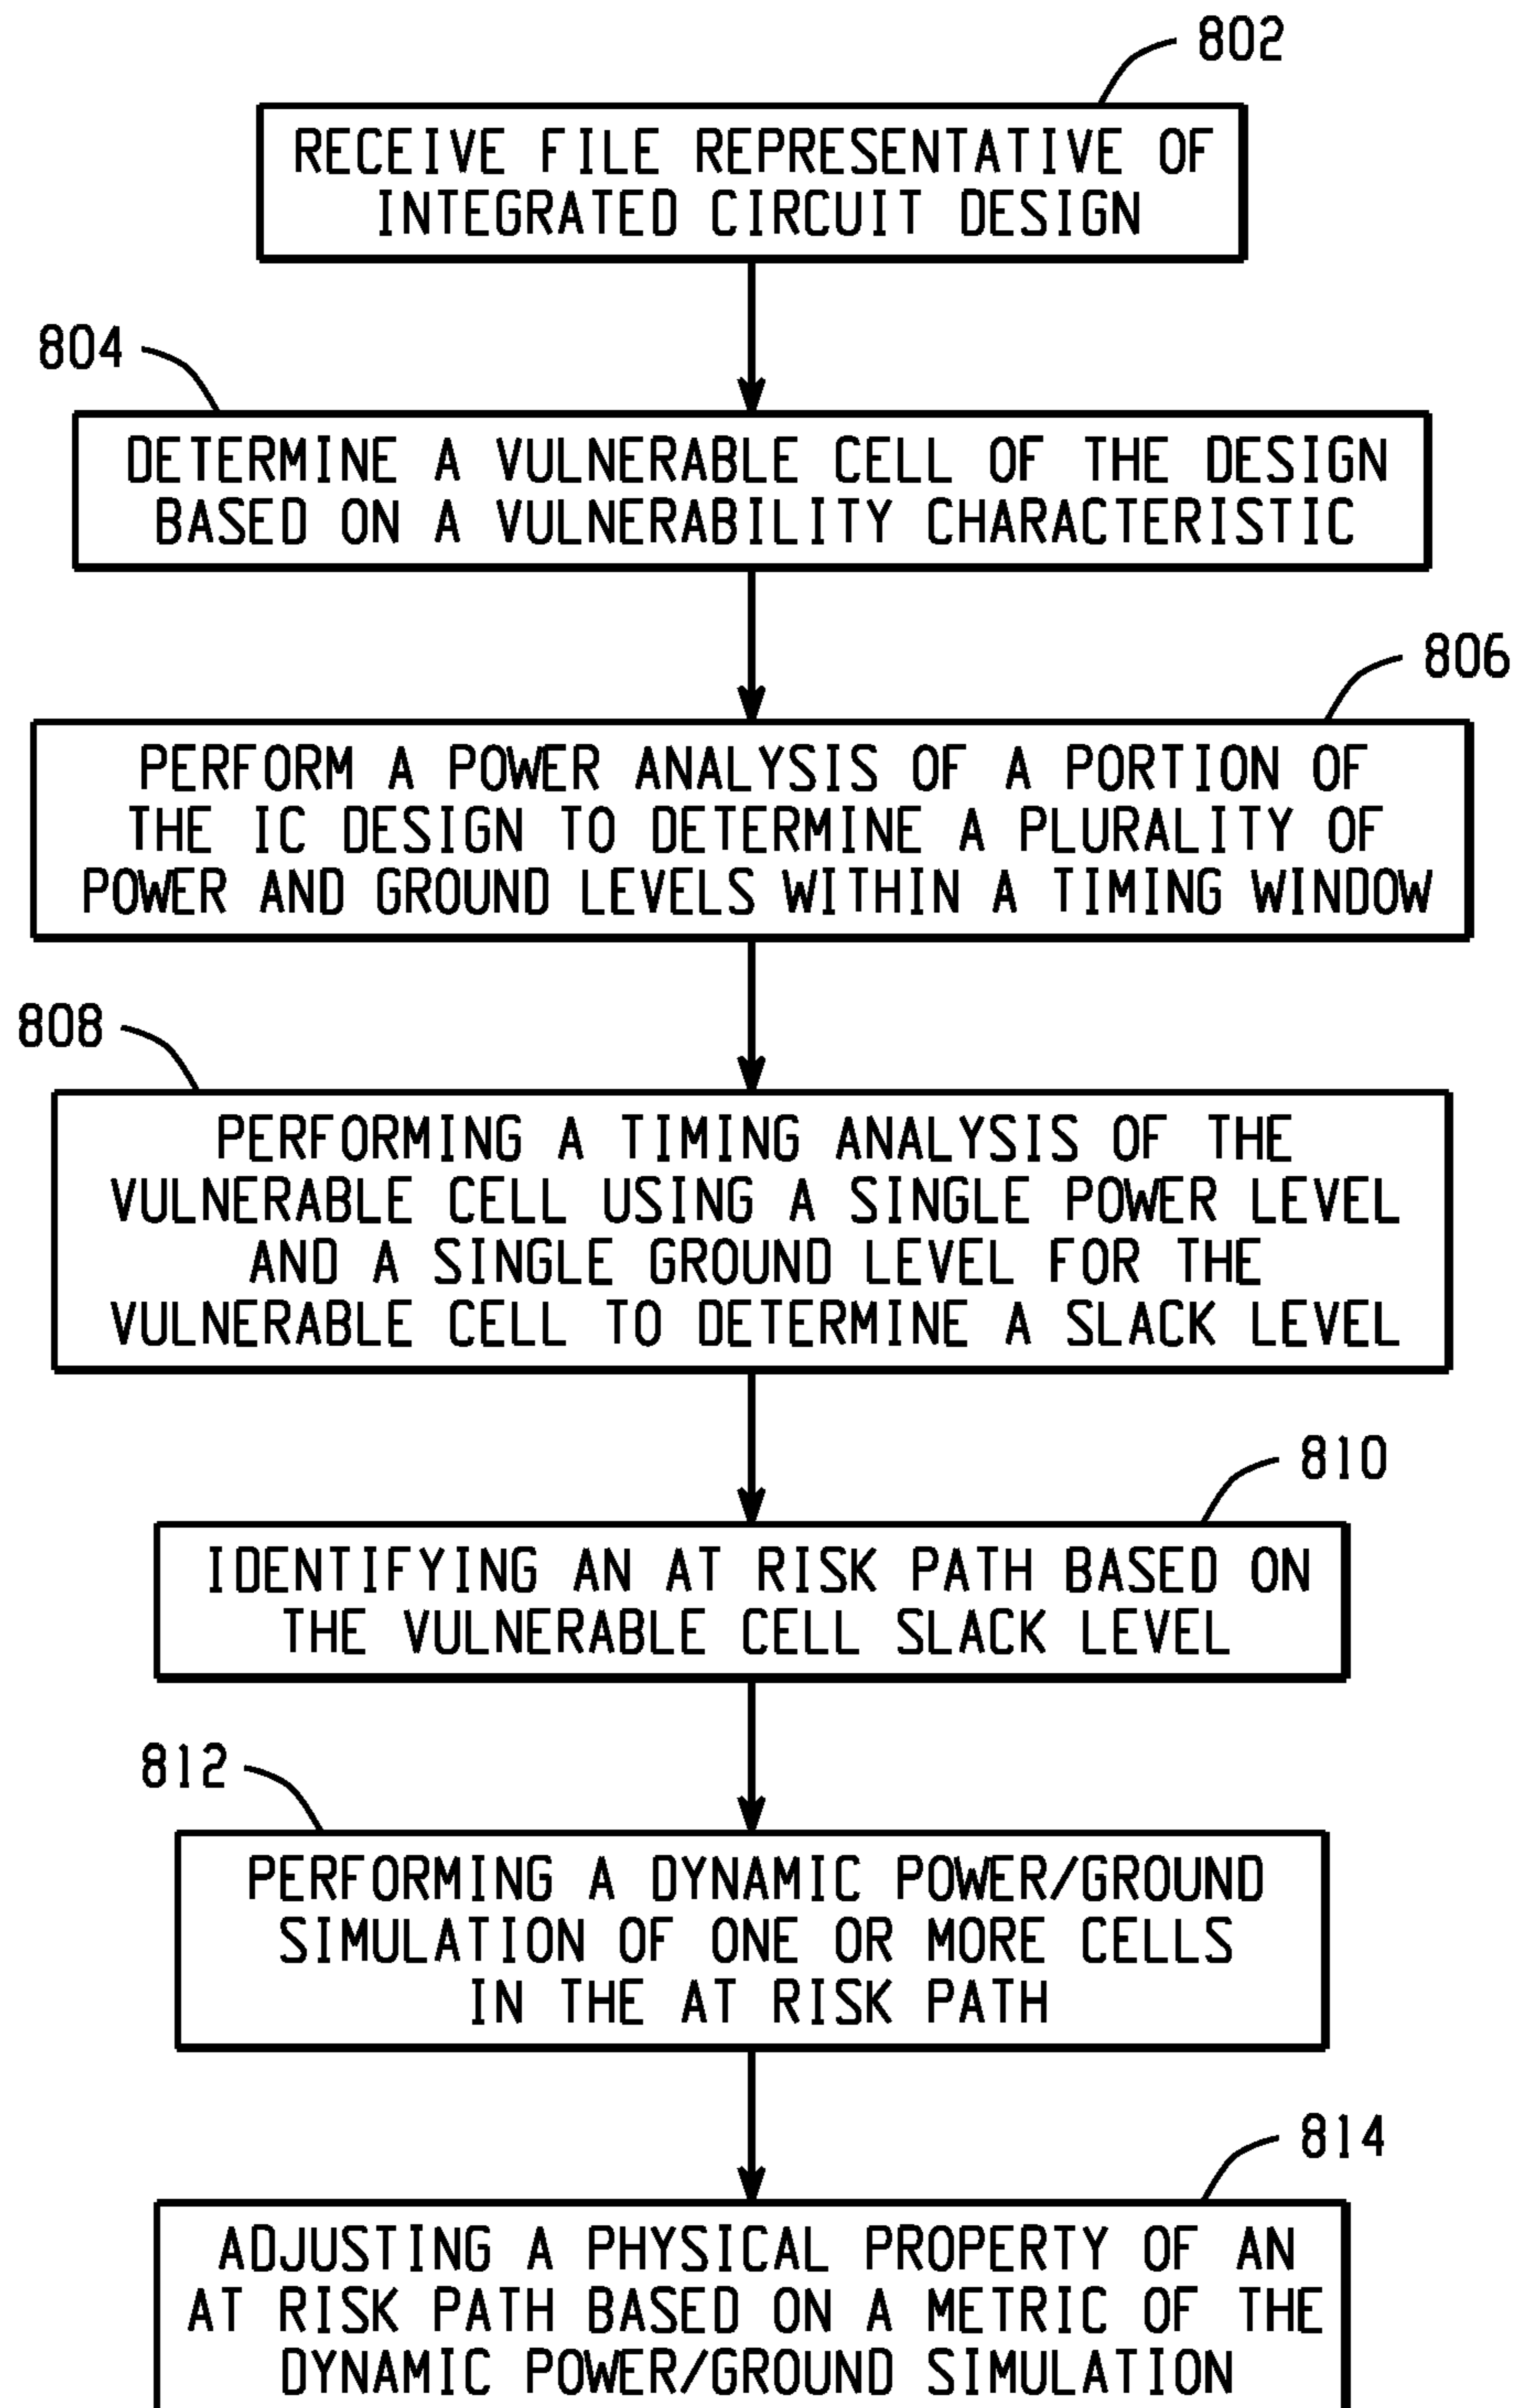 802
RECEIVE FILE REPRESENTATIVE OF
INTEGRATED CIRCUIT DESIGN
804
DETERMINE A VULNERABLE CELL OF THE DESIGN
BASED ON A VULNERABILITY CHARACTERISTIC
806
PERFORM A POWER ANALYSIS OF A PORTION OF
THE IC DESIGN TO DETERMINE A PLURALITY OF
POWER AND GROUND LEVELS WITHIN A TIMING WINDOW
808
PERFORMING A TIMING ANALYSIS OF THE
VULNERABLE CELL USING A SINGLE POWER LEVEL
AND A SINGLE GROUND LEVEL FOR THE
VULNERABLE CELL TO DETERMINE A SLACK LEVEL
810
IDENTIFYING AN AT RISK PATH BASED ON
THE VULNERABLE CELL SLACK LEVEL
812
PERFORMING A DYNAMIC POWER/GROUND
SIMULATION OF ONE OR MORE CELLS
IN THE AT RISK PATH
814
ADJUSTING A PHYSICAL PROPERTY OF AN
AT RISK PATH BASED ON A METRIC OF THE
DYNAMIC POWER/GROUND SIMULATION